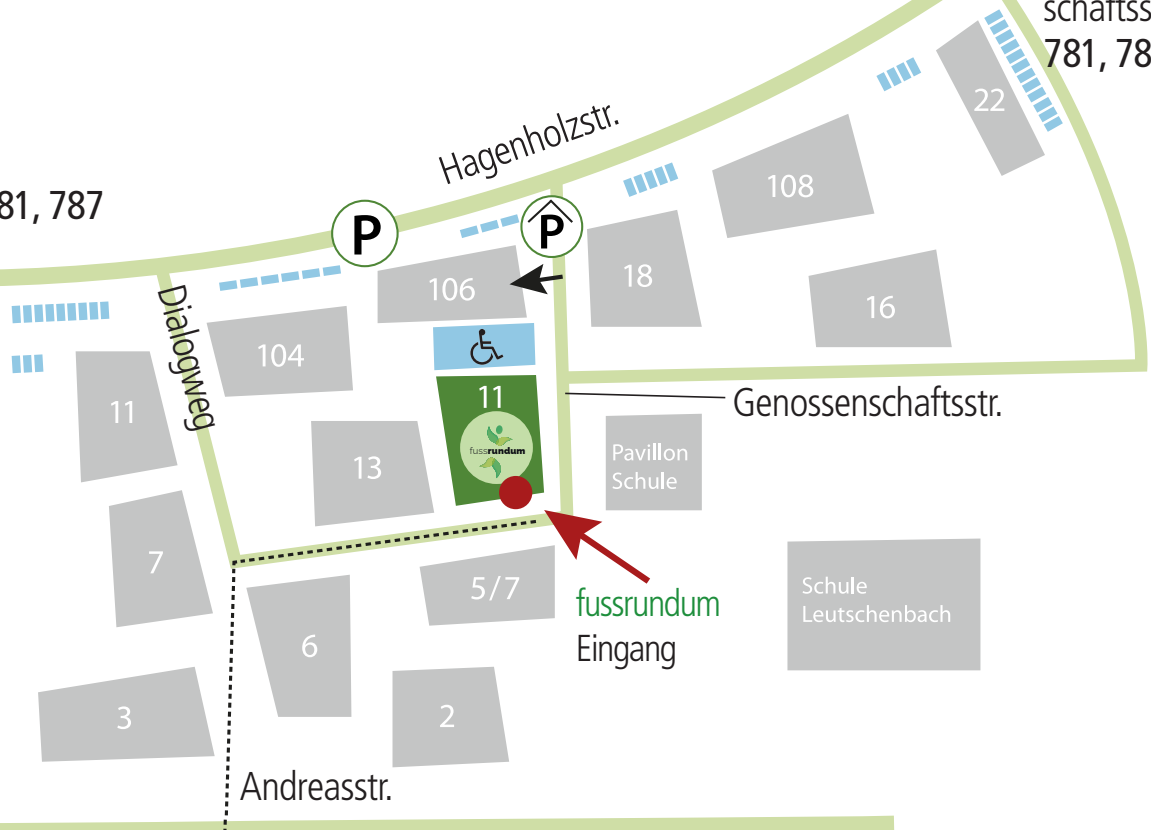 schaftss
781, 78
22
Hagenholzstr.
108
81, 787
P
P
18
106
16
Dialogweg
104
11
11
Genossenschaftsstr.
fussrundum
13
Pavillon
Schule
7
5/7
Schule
Leutschenbach
fussrundum
Eingang
6
3
2
Andreasstr.